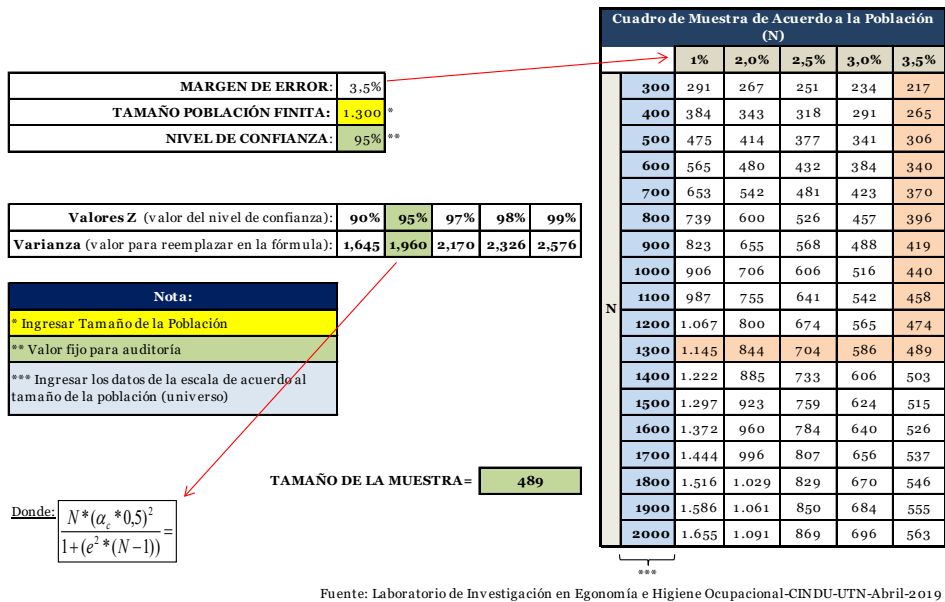 MARGEN DE ERROR: 3,5%
TAMAÑO POBLACIÓN FINITA: 1.300 *
NIVEL DE CONFIANZA: 95% **
Valores Z (valor del nivel de confianza): 90% 95% 97% 98% 99%
Varianza (valor para reemplazar en la fórmula): 1,645 1,960 2,170 2,326 2,576
Nota:
* Ingresar Tamaño de la Población
** Valor fijo para auditoría
*** Ingresar los datos de la escala de acuerdo al
tamaño de la población (universo)
TAMAÑO DE LA MUESTRA= 489
Donde:
N*(α_c*0,5)²
1+(e²*(N−1))
=
Cuadro de Muestra de Acuerdo a la Población
(N)
1% 2,0% 2,5% 3,0% 3,5%
N
300 291 267 251 234 217
400 384 343 318 291 265
500 475 414 377 341 306
600 565 480 432 384 340
700 653 542 481 423 370
800 739 600 526 457 396
900 823 655 568 488 419
1000 906 706 606 516 440
1100 987 755 641 542 458
1200 1.067 800 674 565 474
1300 1.145 844 704 586 489
1400 1.222 885 733 606 503
1500 1.297 923 759 624 515
1600 1.372 960 784 640 526
1700 1.444 996 807 656 537
1800 1.516 1.029 829 670 546
1900 1.586 1.061 850 684 555
2000 1.655 1.091 869 696 563
***
Fuente: Laboratorio de Investigación en Egonomía e Higiene Ocupacional-CINDU-UTN-Abril-2019